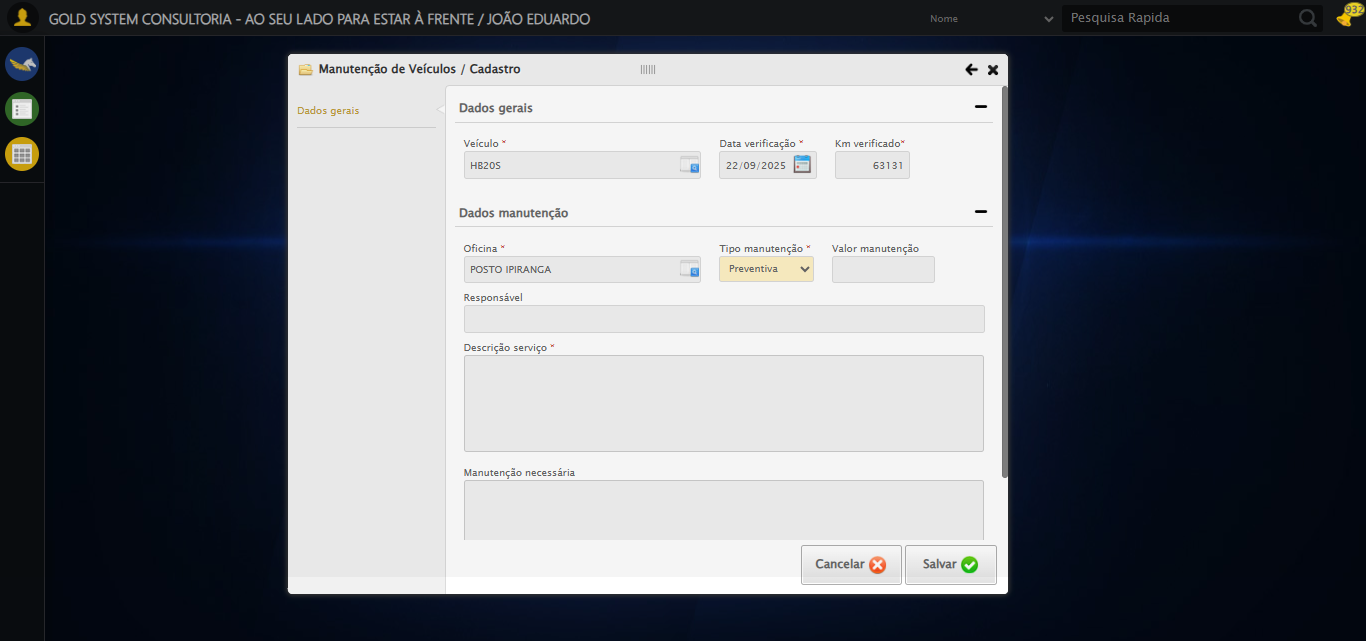 GOLD SYSTEM CONSULTORIA - AO SEU LADO PARA ESTAR À FRENTE / JOÃO EDUARDO
Nome
Pesquisa Rapida
932
Manutenção de Veículos / Cadastro
Dados gerais
Dados gerais
Veículo * Data verificação * Km verificado*
HB20S 22/09/2025 63131
Dados manutenção
Oficina * Tipo manutenção * Valor manutenção
POSTO IPIRANGA Preventiva
Responsável
Descrição serviço *
Manutenção necessária
Cancelar Salvar